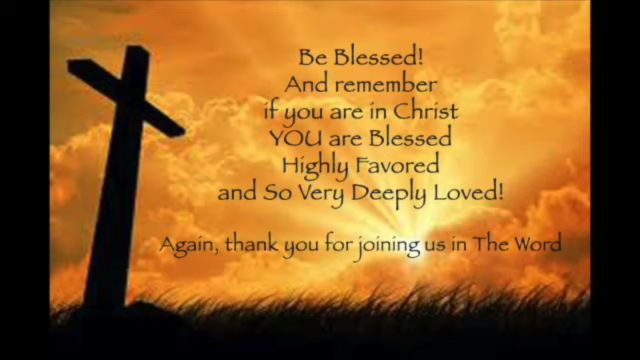 Be Blessed!
And remember
if you are in Christ
YOU are Blessed
Highly Favored
and So Very Deeply Loved!
Again, thank you for joining us in The Word